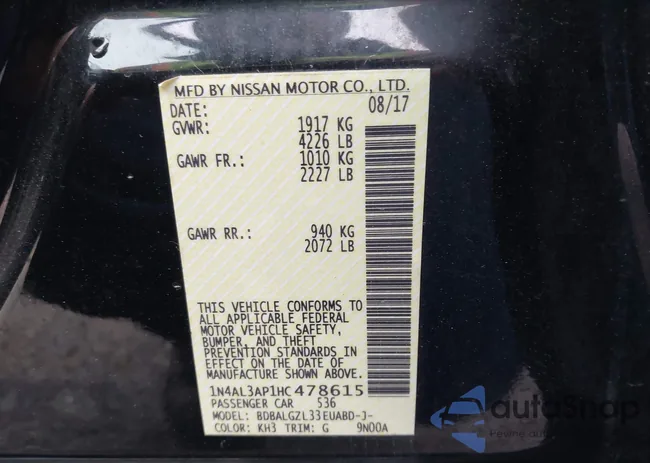 MFD BY NISSAN MOTOR CO., LTD.
DATE: 08/17
GVWR: 1917 KG
4226 LB
GAWR FR.: 1010 KG
2227 LB
GAWR RR.: 940 KG
2072 LB
THIS VEHICLE CONFORMS TO
ALL APPLICABLE FEDERAL
MOTOR VEHICLE SAFETY,
BUMPER, AND THEFT
PREVENTION STANDARDS IN
EFFECT ON THE DATE OF
MANUFACTURE SHOWN ABOVE.
1N4AL3AP1HC478615
PASSENGER CAR 536
MODEL: BDBALGZL33EUABD-J-
COLOR: KH3 TRIM: G 9N00A
autoshop
Pewne-auto